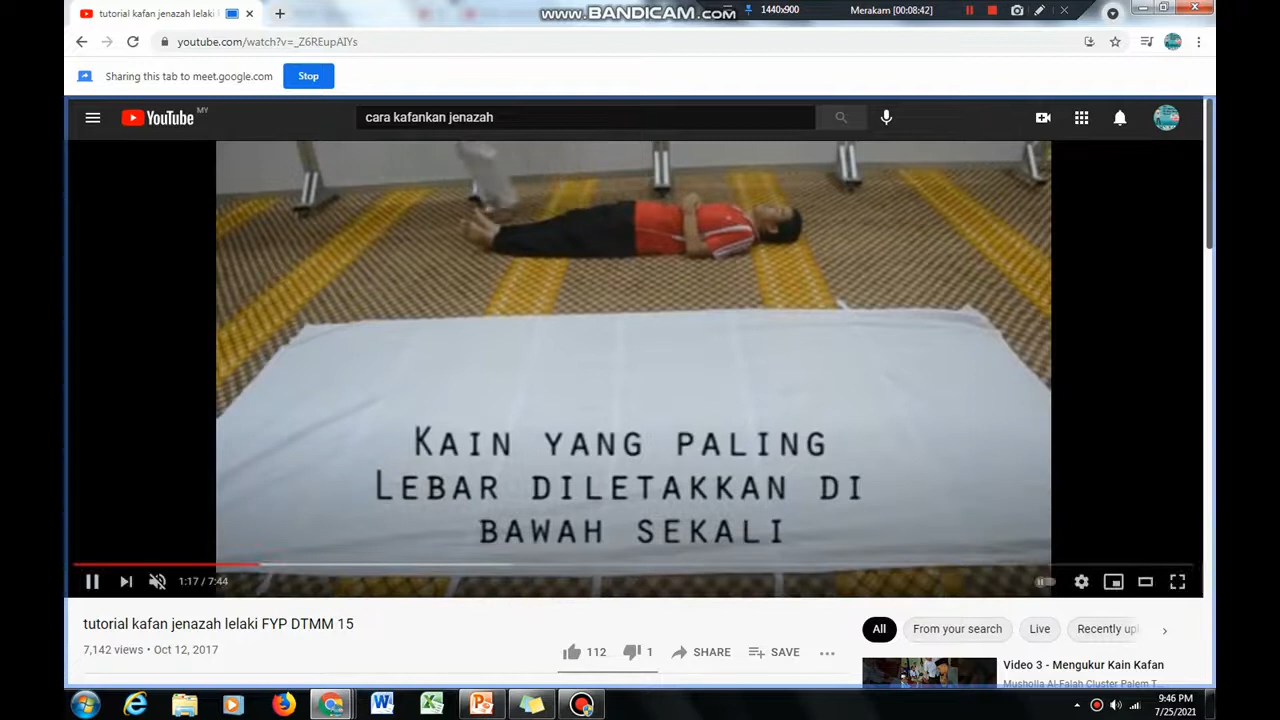 tutorial kafan jenazah lelaki
www.BANDICAM.com
1440x900
Merakam [00:08:42]
youtube.com/watch?v=_Z6REupAIYs
Sharing this tab to meet.google.com
Stop
YouTube
MY
cara kafankan jenazah
KAIN YANG PALING
LEBAR DILETAKKAN DI
BAWAH SEKALI
1:17 / 7:44
tutorial kafan jenazah lelaki FYP DTMM 15
7,142 views • Oct 12, 2017
112
1
SHARE
SAVE
All
From your search
Live
Recently upl
Video 3 - Mengukur Kain Kafan
Musholla Al-Falah Cluster Palem T...
9:46 PM
7/25/2021